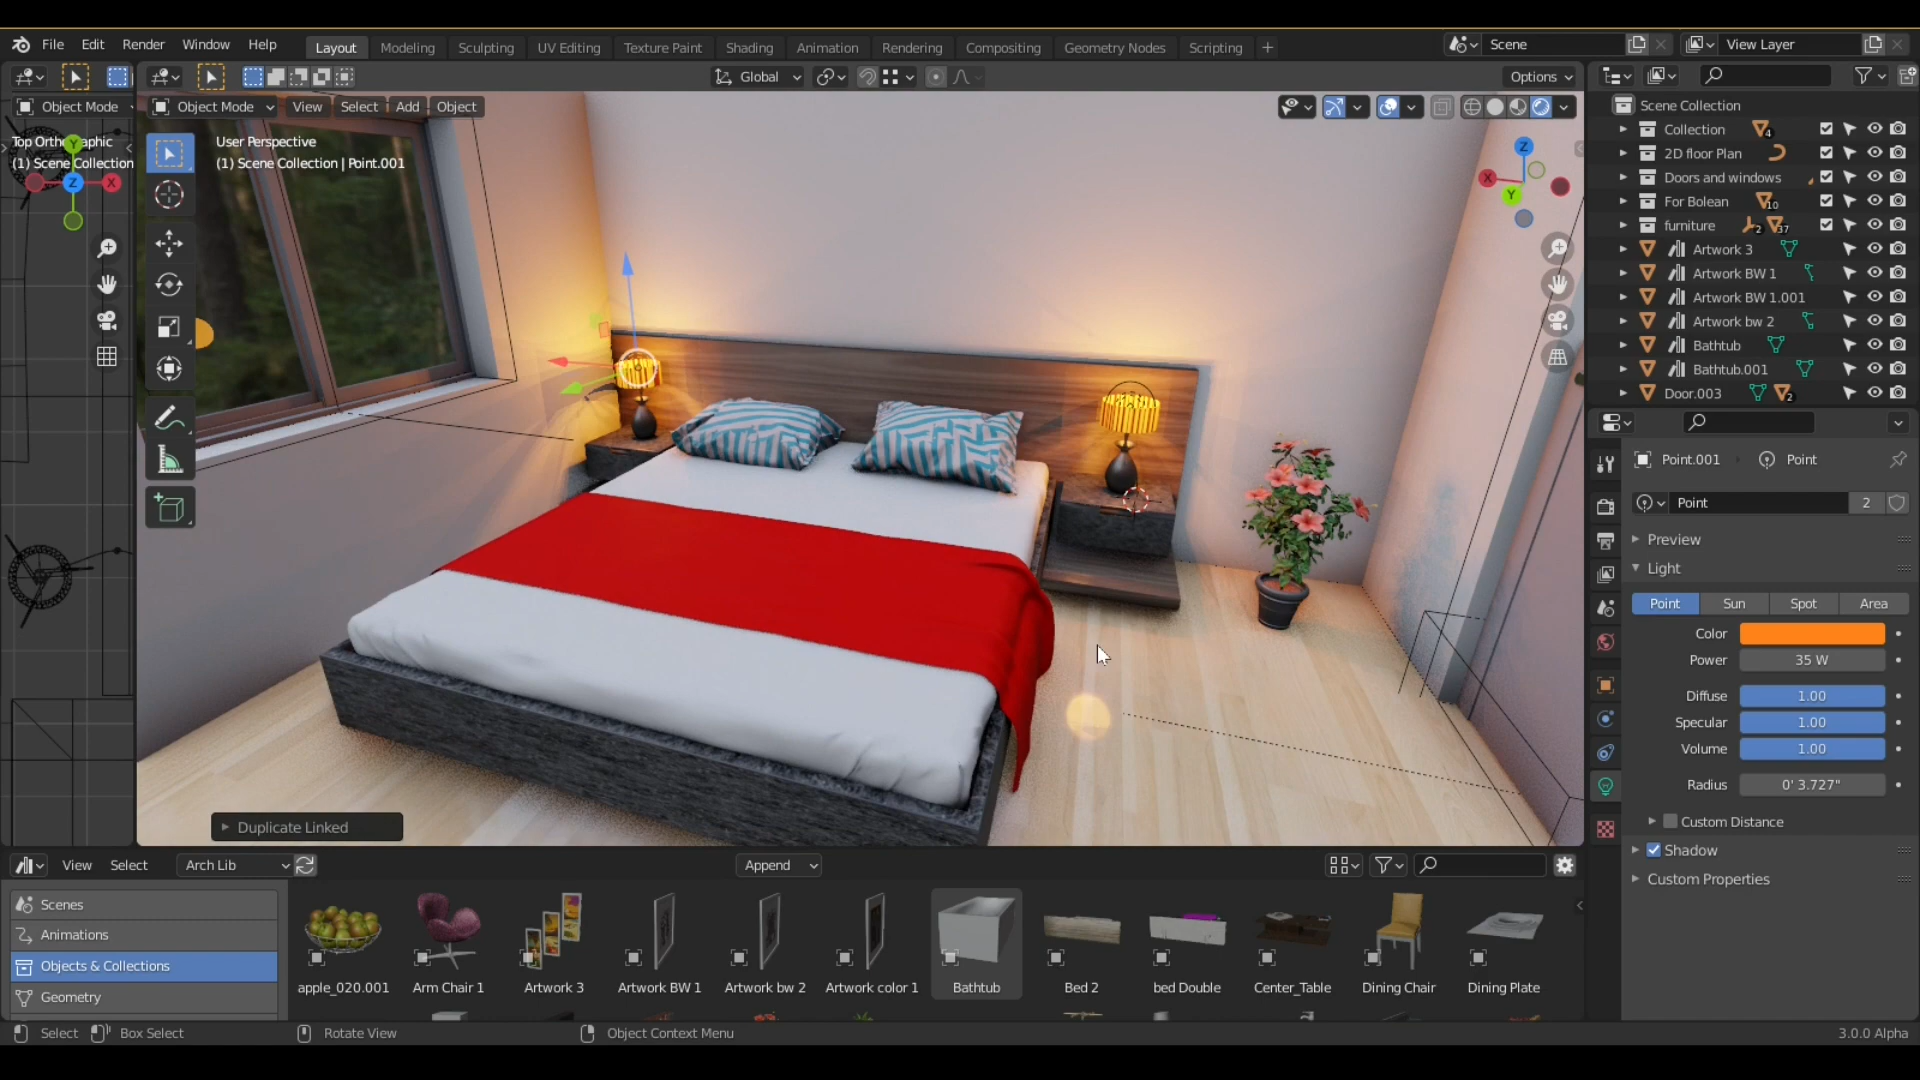 File Edit Render Window Help Layout Modeling Sculpting UV Editing Texture Paint Shading Animation Rendering Compositing Geometry Nodes Scripting + Scene View Layer
Global Options
Object Mode Object Mode View Select Add Object
Top Orthographic
(1) Scene Collection
User Perspective
(1) Scene Collection | Point.001
Y
Z
X
Z
X
Y
Scene Collection
Collection 4
2D floor Plan
Doors and windows
For Bolean 10
furniture 2 37
Artwork 3
Artwork BW 1
Artwork BW 1.001
Artwork bw 2
Bathtub
Bathtub.001
Door.003 2
Point.001 Point
Point 2
Preview
Light
Point Sun Spot Area
Color
Power 35 W
Diffuse 1.00
Specular 1.00
Volume 1.00
Radius 0' 3.727"
Custom Distance
Shadow
Custom Properties
Duplicate Linked
View Select Arch Lib Append
Scenes
Animations
Objects & Collections
Geometry
apple_020.001 Arm Chair 1 Artwork 3 Artwork BW 1 Artwork bw 2 Artwork color 1 Bathtub Bed 2 bed Double Center_Table Dining Chair Dining Plate
Select Box Select Rotate View Object Context Menu 3.0.0 Alpha